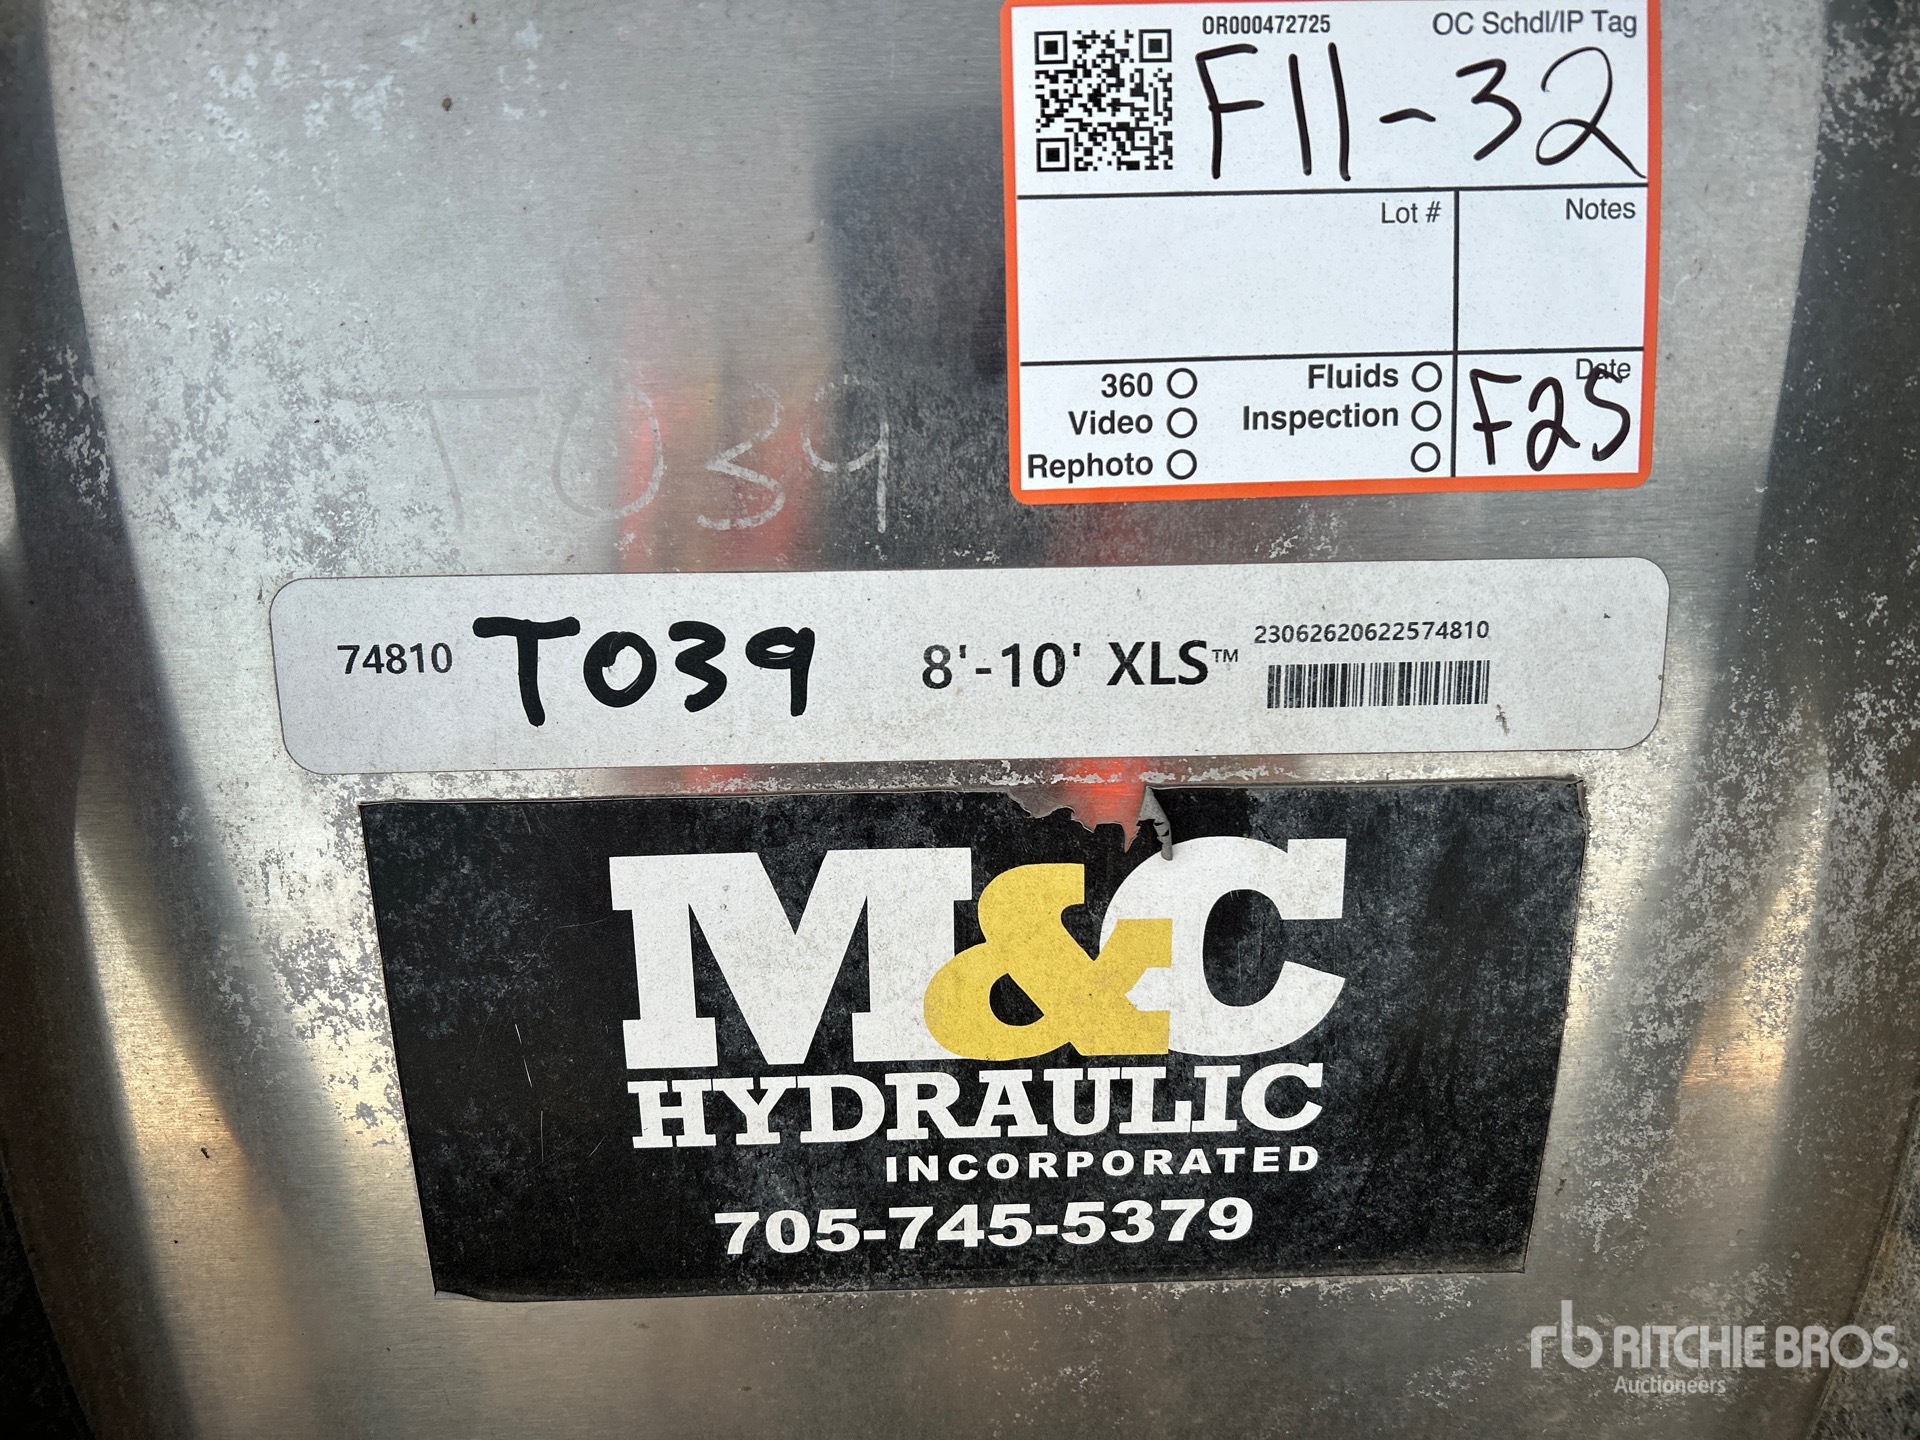 OR000472725 OC Schdl/IP Tag
F11-32
Lot # Notes
360 Fluids Date
Video Inspection F25
Rephoto
T039
74810 T039 8'-10' XLS™ 23062620622574810
M&C
HYDRAULIC
INCORPORATED
705-745-5379
rb RITCHIE BROS.
Auctioneers